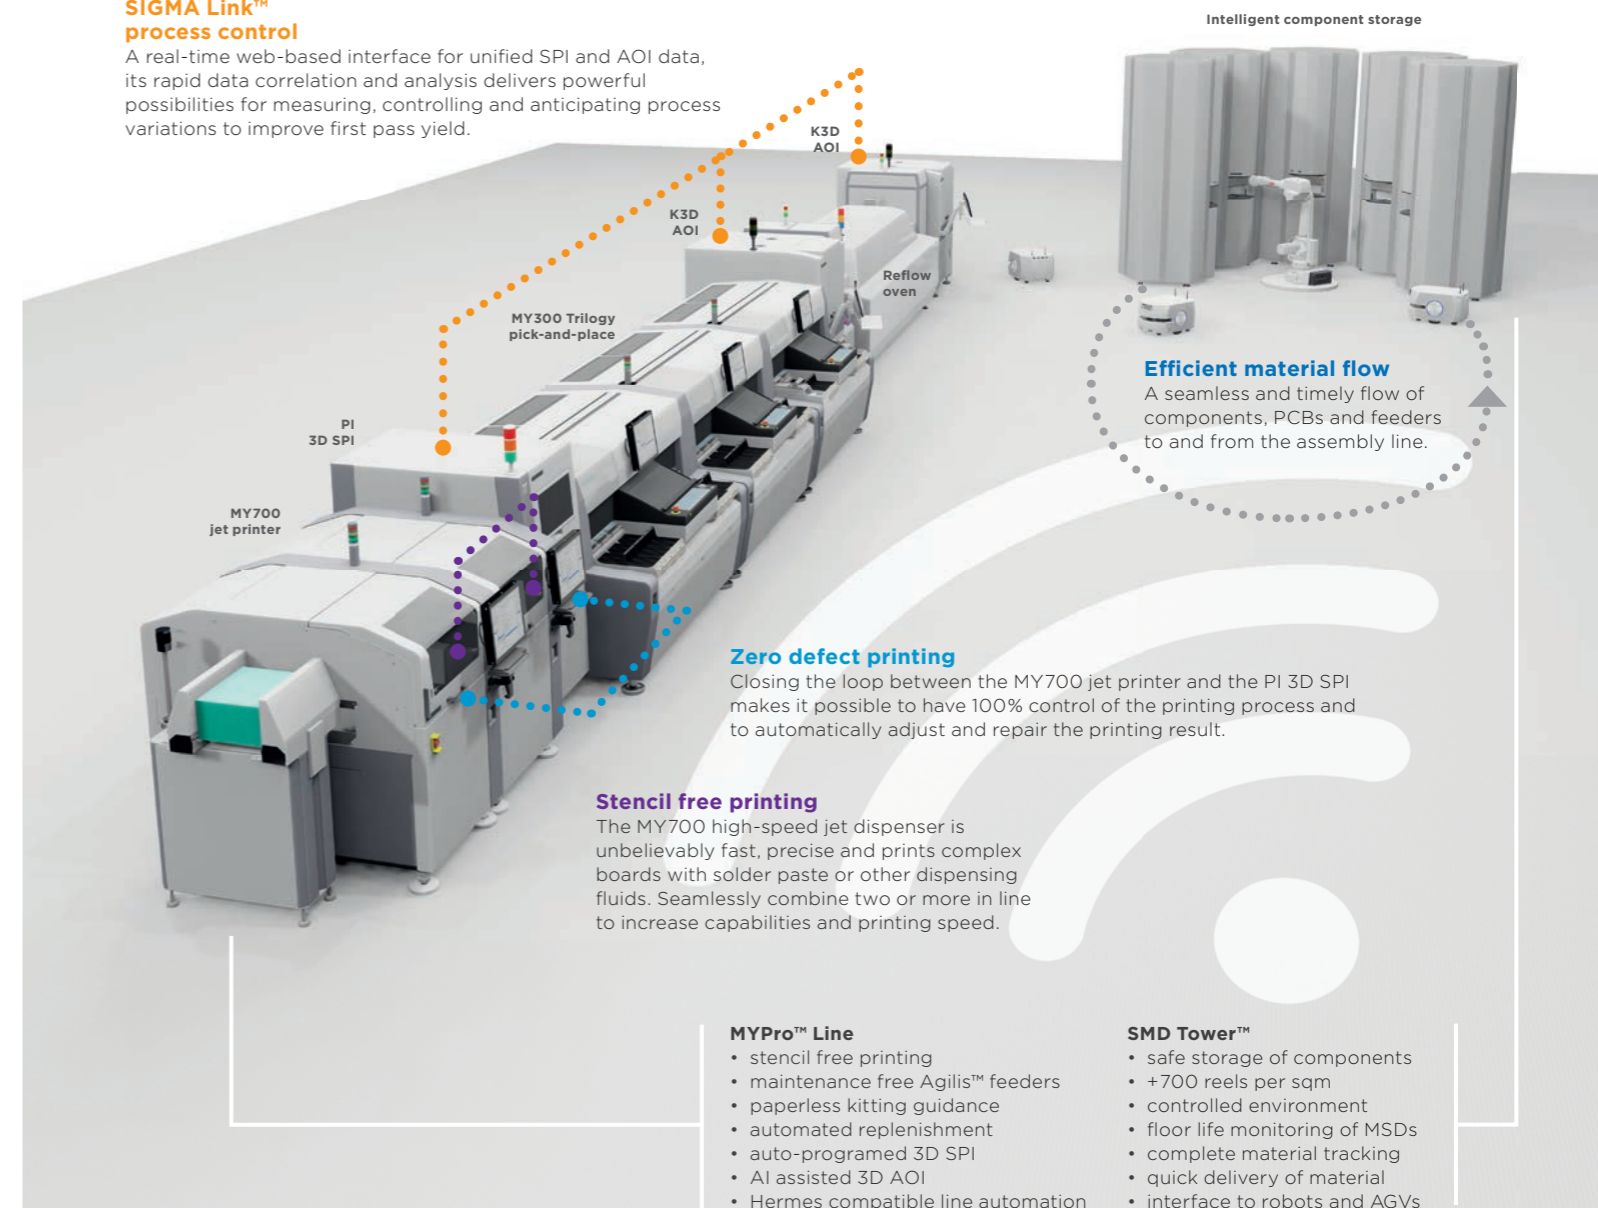 SIGMA Link™
process control
A real-time web-based interface for unified SPI and AOI data,
its rapid data correlation and analysis delivers powerful
possibilities for measuring, controlling and anticipating process
variations to improve first pass yield.
Intelligent component storage
K3D
AOI
K3D
AOI
Reflow
oven
MY300 Trilogy
pick-and-place
PI
3D SPI
MY700
jet printer
Efficient material flow
A seamless and timely flow of
components, PCBs and feeders
to and from the assembly line.
Zero defect printing
Closing the loop between the MY700 jet printer and the PI 3D SPI
makes it possible to have 100% control of the printing process and
to automatically adjust and repair the printing result.
Stencil free printing
The MY700 high-speed jet dispenser is
unbelievably fast, precise and prints complex
boards with solder paste or other dispensing
fluids. Seamlessly combine two or more in line
to increase capabilities and printing speed.
MYPro™ Line
• stencil free printing
• maintenance free Agilis™ feeders
• paperless kitting guidance
• automated replenishment
• auto-programed 3D SPI
• AI assisted 3D AOI
• Hermes compatible line automation
SMD Tower™
• safe storage of components
• +700 reels per sqm
• controlled environment
• floor life monitoring of MSDs
• complete material tracking
• quick delivery of material
• interface to robots and AGVs